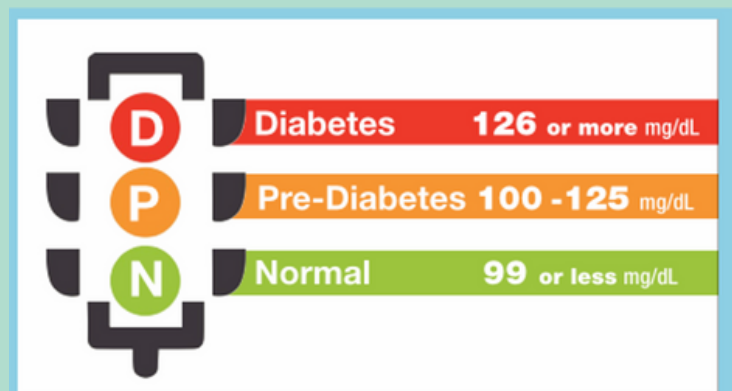 D Diabetes 126 or more mg/dL
P Pre-Diabetes 100 -125 mg/dL
N Normal 99 or less mg/dL